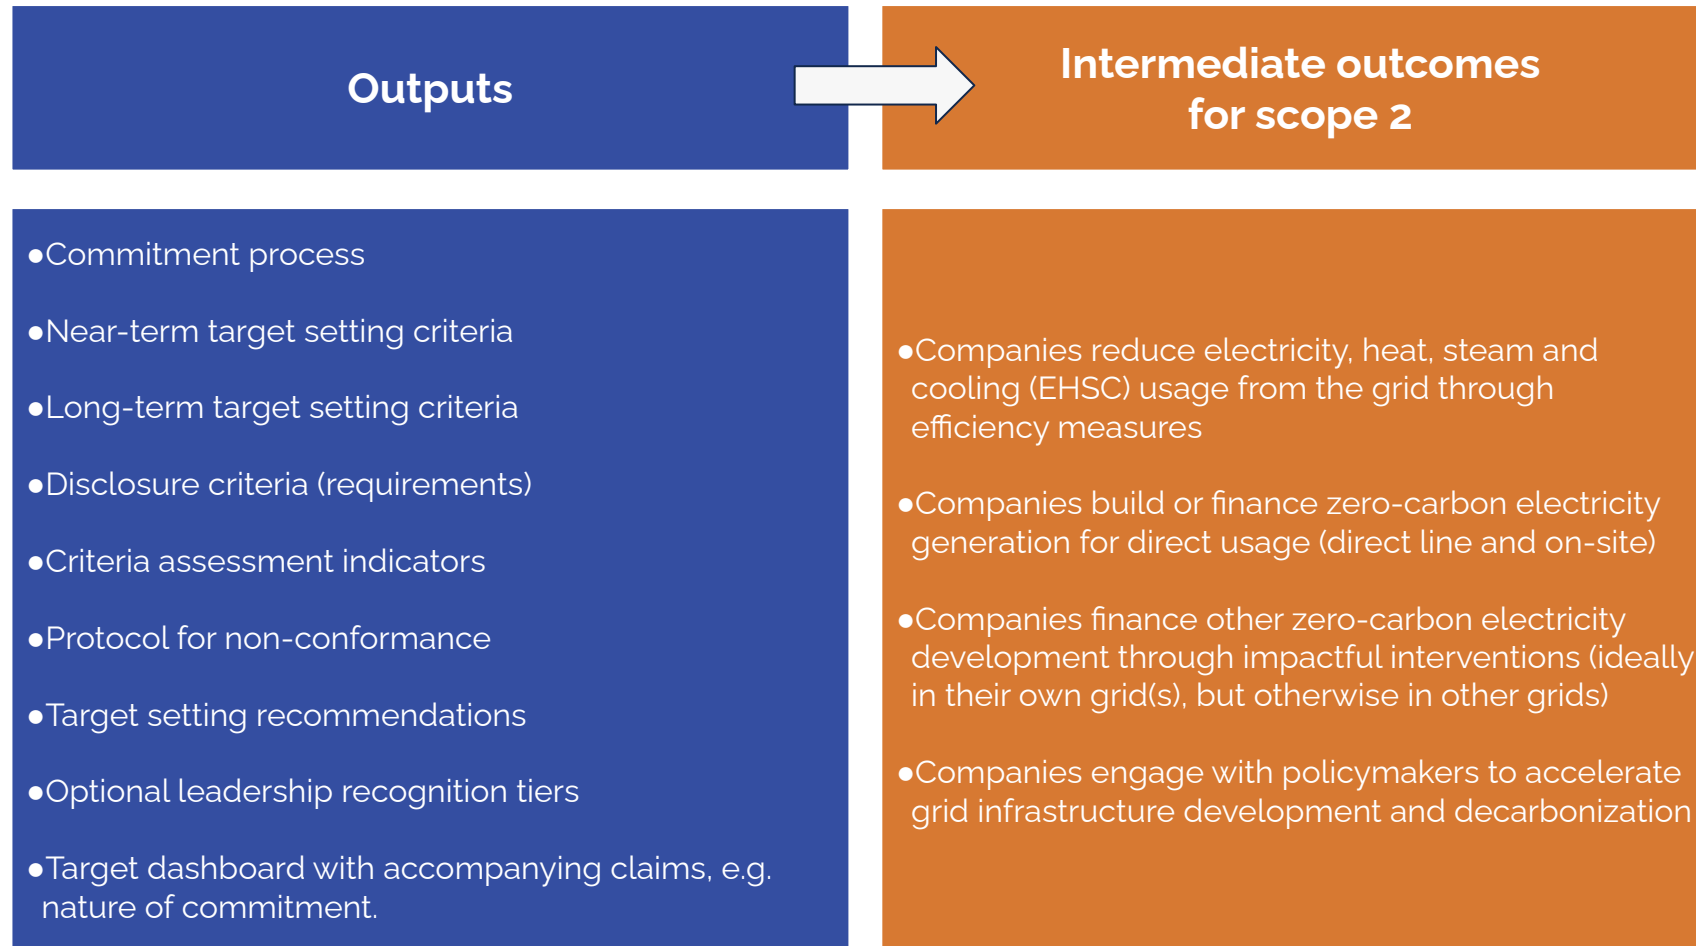 Outputs
Intermediate outcomes
for scope 2
●Commitment process
●Near-term target setting criteria
●Long-term target setting criteria
●Disclosure criteria (requirements)
●Criteria assessment indicators
●Protocol for non-conformance
●Target setting recommendations
●Optional leadership recognition tiers
●Target dashboard with accompanying claims, e.g.
nature of commitment.
●Companies reduce electricity, heat, steam and
cooling (EHSC) usage from the grid through
efficiency measures
●Companies build or finance zero-carbon electricity
generation for direct usage (direct line and on-site)
●Companies finance other zero-carbon electricity
development through impactful interventions (ideally
in their own grid(s), but otherwise in other grids)
●Companies engage with policymakers to accelerate
grid infrastructure development and decarbonization